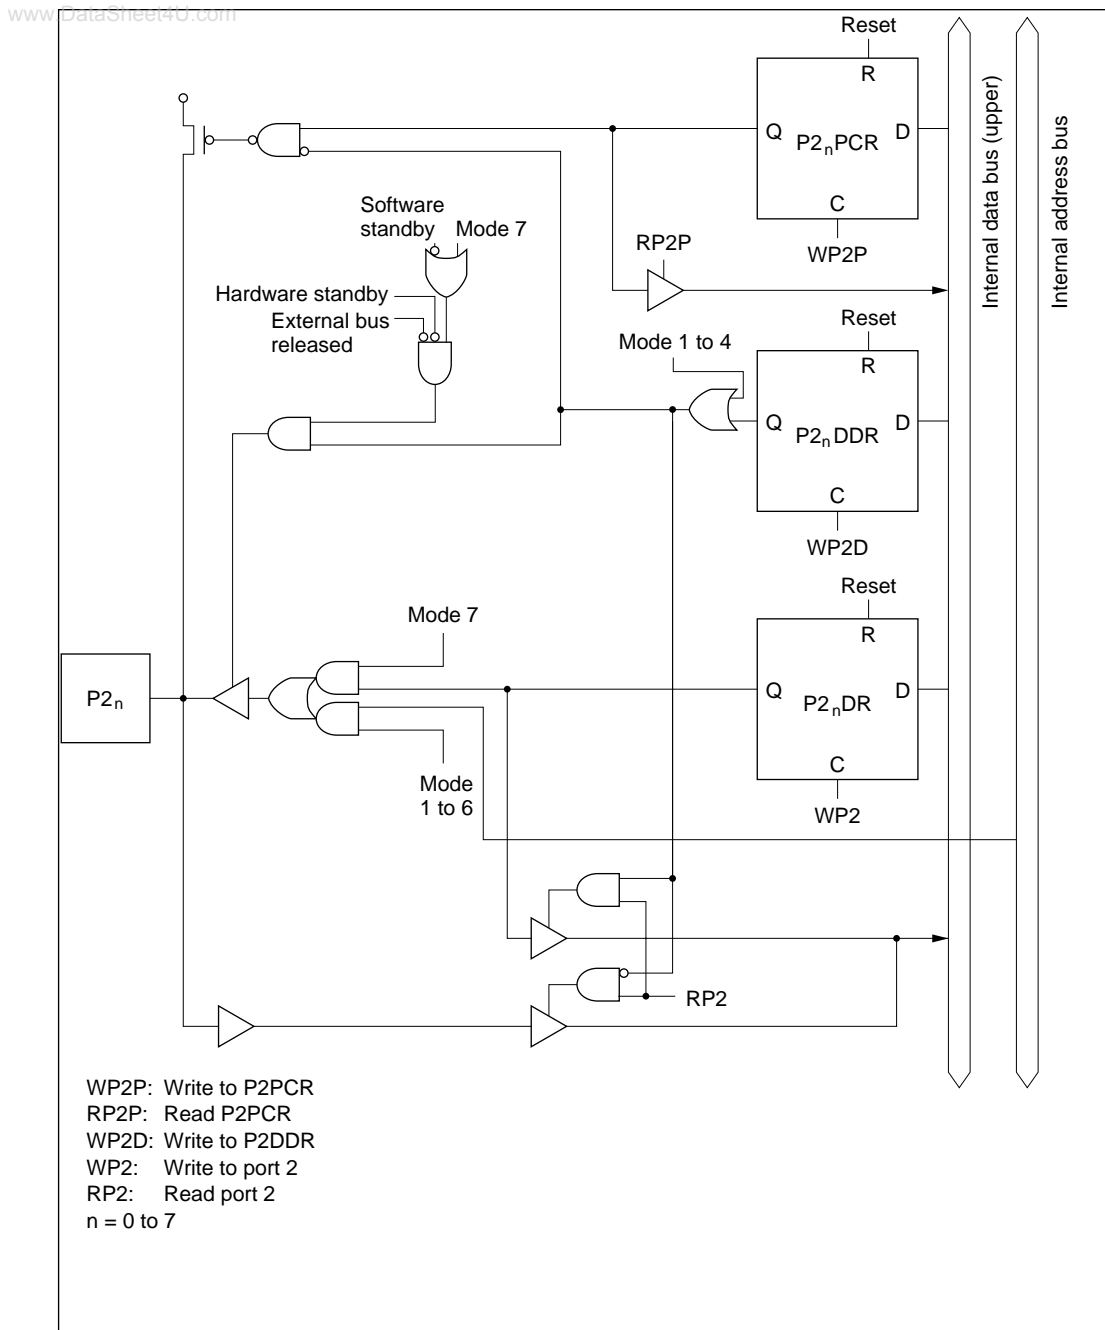 www.DataSheet4U.com
Reset
R
Q
P2nPCR
D
C
WP2P
Internal data bus (upper)
Internal address bus
Software
standby
Mode 7
RP2P
Hardware standby
External bus
released
Mode 1 to 4
Reset
R
Q
P2nDDR
D
C
WP2D
Mode 7
Reset
R
Q
P2nDR
D
C
WP2
P2n
Mode
1 to 6
RP2
WP2P: Write to P2PCR
RP2P: Read P2PCR
WP2D: Write to P2DDR
WP2: Write to port 2
RP2: Read port 2
n = 0 to 7